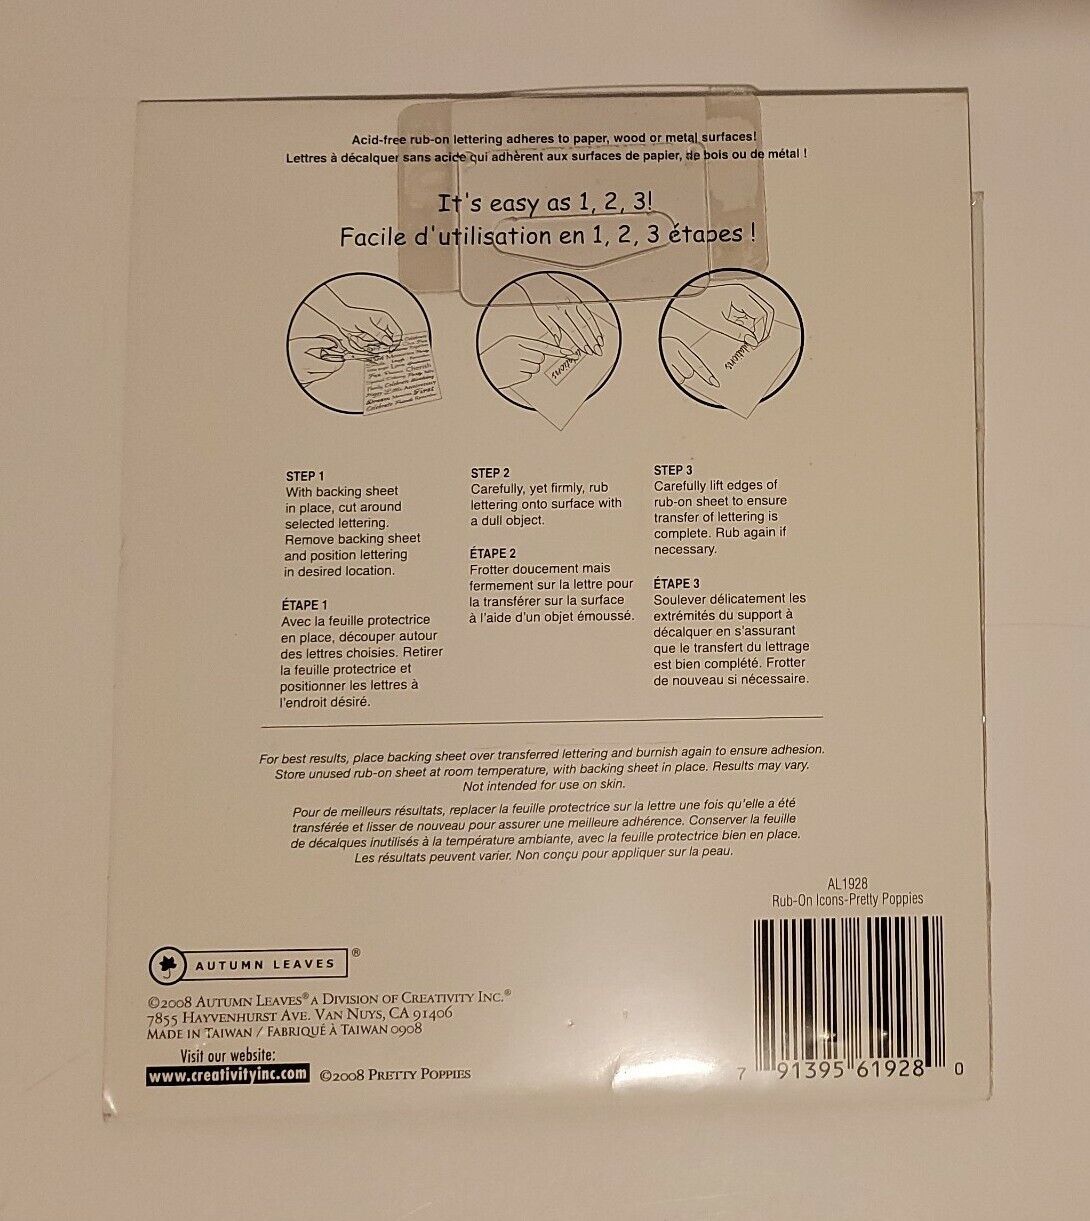 Acid-free rub-on lettering adheres to paper, wood or metal surfaces!
Lettres à décalquer sans acide qui adhèrent aux surfaces de papier, de bois ou de métal !
It's easy as 1, 2, 3!
Facile d'utilisation en 1, 2, 3 étapes !
STEP 1
With backing sheet
in place, cut around
selected lettering.
Remove backing sheet
and position lettering
in desired location.
ÉTAPE 1
Avec la feuille protectrice
en place, découper autour
des lettres choisies. Retirer
la feuille protectrice et
positionner les lettres à
l'endroit désiré.
STEP 2
Carefully, yet firmly, rub
lettering onto surface with
a dull object.
ÉTAPE 2
Frotter doucement mais
fermement sur la lettre pour
la transférer sur la surface
à l'aide d'un objet émoussé.
STEP 3
Carefully lift edges of
rub-on sheet to ensure
transfer of lettering is
complete. Rub again if
necessary.
ÉTAPE 3
Soulever délicatement les
extrémités du support à
décalquer en s'assurant
que le transfert du lettrage
est bien complété. Frotter
de nouveau si nécessaire.
For best results, place backing sheet over transferred lettering and burnish again to ensure adhesion.
Store unused rub-on sheet at room temperature, with backing sheet in place. Results may vary.
Not intended for use on skin.
Pour de meilleurs résultats, replacer la feuille protectrice sur la lettre une fois qu'elle a été
transférée et lisser de nouveau pour assurer une meilleure adhérence. Conserver la feuille
de décalques inutilisés à la température ambiante, avec la feuille protectrice bien en place.
Les résultats peuvent varier. Non conçu pour appliquer sur la peau.
AL1928
Rub-On Icons-Pretty Poppies
AUTUMN LEAVES ®
©2008 AUTUMN LEAVES® A DIVISION OF CREATIVITY INC.®
7855 HAYVENHURST AVE. VAN NUYS, CA 91406
MADE IN TAIWAN / FABRIQUÉ À TAIWAN 0908
Visit our website:
www.creativityinc.com ©2008 PRETTY POPPIES
7 91395 61928 0